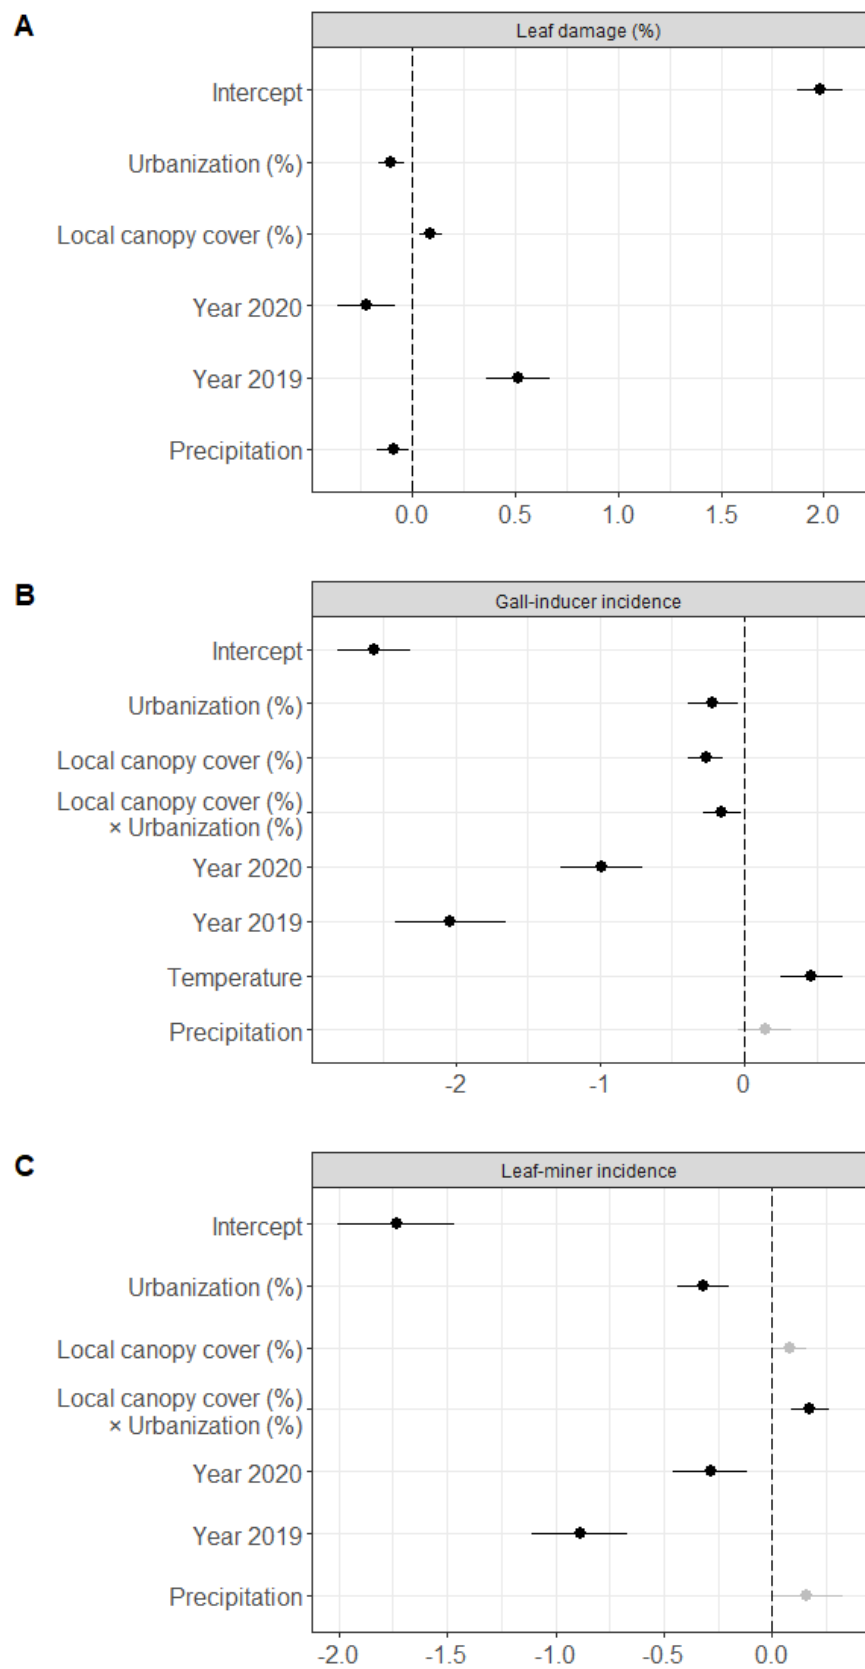 A
Leaf damage (%)
Intercept
Urbanization (%)
Local canopy cover (%)
Year 2020
Year 2019
Precipitation
0.0 0.5 1.0 1.5 2.0
B
Gall-inducer incidence
Intercept
Urbanization (%)
Local canopy cover (%)
Local canopy cover (%)
× Urbanization (%)
Year 2020
Year 2019
Temperature
Precipitation
-2 -1 0
C
Leaf-miner incidence
Intercept
Urbanization (%)
Local canopy cover (%)
Local canopy cover (%)
× Urbanization (%)
Year 2020
Year 2019
Precipitation
-2.0 -1.5 -1.0 -0.5 0.0